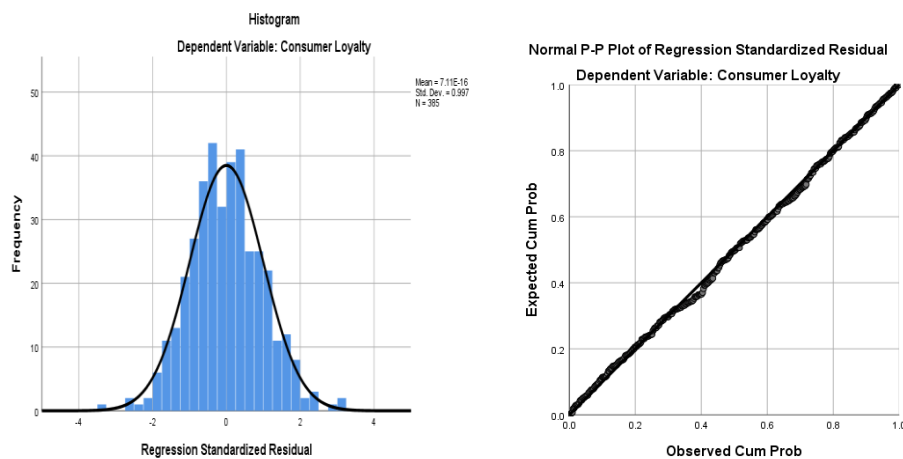 Histogram
Dependent Variable: Consumer Loyalty
Mean = 7.11E-16
Std. Dev. = 0.997
N = 385
50
40
30
20
10
0
Frequency
-4
-2
0
2
4
Regression Standardized Residual
Normal P-P Plot of Regression Standardized Residual
Dependent Variable: Consumer Loyalty
1.0
0.8
0.6
0.4
0.2
0.0
Expected Cum Prob
0.0
0.2
0.4
0.6
0.8
1.0
Observed Cum Prob